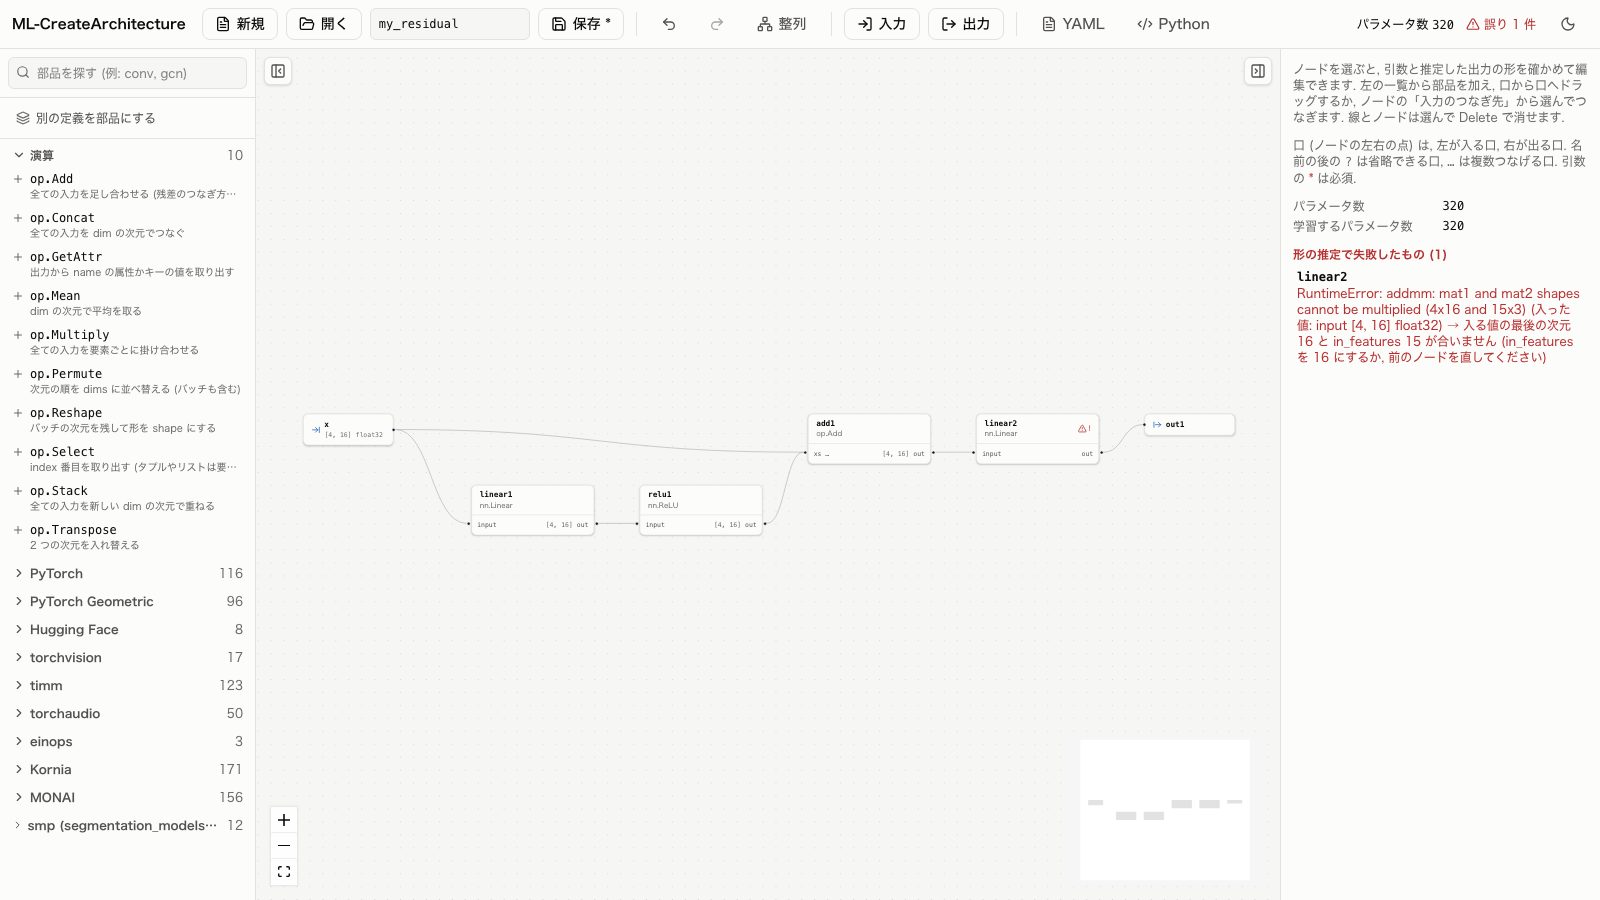 ML-CreateArchitecture
新規
開く
my_residual
保存 *
整列
入力
出力
YAML
Python
パラメータ数 320
誤り 1 件
部品を探す (例: conv, gcn)
別の定義を部品にする
演算 10
op.Add
全ての入力を足し合わせる (残差のつなぎ方…
op.Concat
全ての入力を dim の次元でつなぐ
op.GetAttr
出力から name の属性かキーの値を取り出す
op.Mean
dim の次元で平均を取る
op.Multiply
全ての入力を要素ごとに掛け合わせる
op.Permute
次元の順を dims に並べ替える (バッチも含む)
op.Reshape
バッチの次元を残して形を shape にする
op.Select
index 番目を取り出す (タプルやリストは要…
op.Stack
全ての入力を新しい dim の次元で重ねる
op.Transpose
2 つの次元を入れ替える
PyTorch 116
PyTorch Geometric 96
Hugging Face 8
torchvision 17
timm 123
torchaudio 50
einops 3
Kornia 171
MONAI 156
smp (segmentation_models… 12
x
[4, 16] float32
linear1
nn.Linear
input [4, 16] out
relu1
nn.ReLU
input [4, 16] out
add1
op.Add
xs … [4, 16] out
linear2
nn.Linear
!
input out
out1
ノードを選ぶと, 引数と推定した出力の形を確かめて編
集できます. 左の一覧から部品を加え, 口から口へドラ
ッグするか, ノードの「入力のつなぎ先」から選んでつ
なぎます. 線とノードは選んで Delete で消せます.
口 (ノードの左右の点) は, 左が入る口, 右が出る口. 名
前の後の ? は省略できる口, … は複数つなげる口. 引数
の * は必須.
パラメータ数 320
学習するパラメータ数 320
形の推定で失敗したもの (1)
linear2
RuntimeError: addmm: mat1 and mat2 shapes
cannot be multiplied (4x16 and 15x3) (入った
値: input [4, 16] float32) → 入る値の最後の次元
16 と in_features 15 が合いません (in_features
を 16 にするか, 前のノードを直してください)